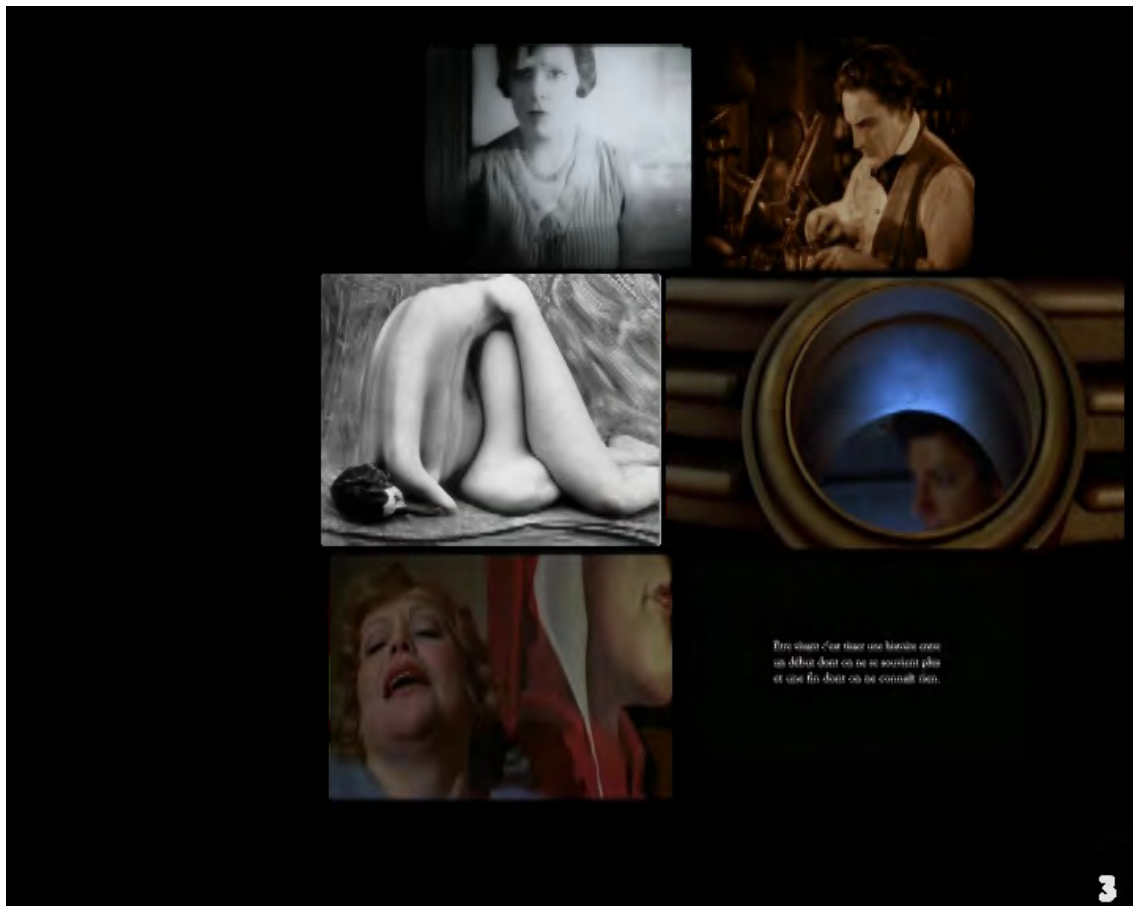 Être vivant c'est tisser une histoire entre
un début dont on ne se souvient plus
et une fin dont on ne connaît rien.
3